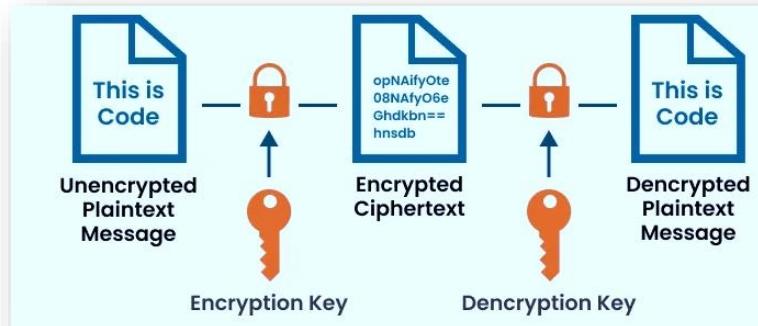 This is
Code
Unencrypted
Plaintext
Message
Encryption Key
opNAifyOte
08NAfyO6e
Ghdkbn==
hnsdb
Encrypted
Ciphertext
Dencryption Key
This is
Code
Dencrypted
Plaintext
Message